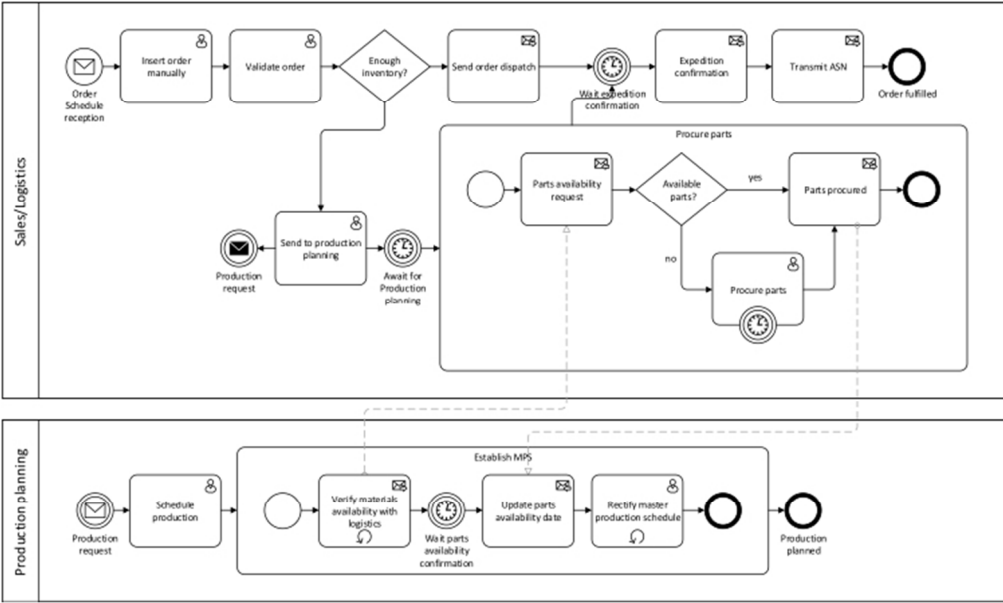 Sales/Logistics
Order
Schedule
reception
Insert order
manually
Validate order
Enough
inventory?
Send order dispatch
Wait expedition
confirmation
Expedition
confirmation
Transmit ASN
Order fulfilled
Send to production
planning
Production
request
Await for
Production
planning
Procure parts
Parts availability
request
Available
parts?
yes
no
Parts procured
Procure parts
Production planning
Production
request
Schedule
production
Establish MPS
Verify materials
availability with
logistics
Wait parts
availability
confirmation
Update parts
availability date
Rectify master
production schedule
Production
planned